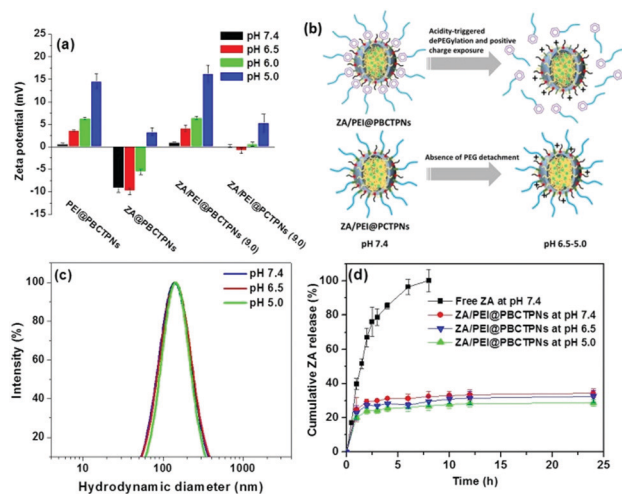 (a)
pH 7.4
pH 6.5
pH 6.0
pH 5.0
Zeta potential (mV)
25
20
15
10
5
0
-5
-10
-15
PEI@PBCTPNs
ZA@PBCTPNs
ZA/PEI@PBCTPNs (9.0)
ZA/PEI@PCTPNs (9.0)
(b)
Acidity-triggered
dePEGylation and positive
charge exposure
ZA/PEI@PBCTPNs
Absence of PEG detachment
ZA/PEI@PCTPNs
pH 7.4
pH 6.5-5.0
(c)
pH 7.4
pH 6.5
pH 5.0
Intensity (%)
100
80
60
40
20
10
100
1000
Hydrodynamic diameter (nm)
(d)
Free ZA at pH 7.4
ZA/PEI@PBCTPNs at pH 7.4
ZA/PEI@PBCTPNs at pH 6.5
ZA/PEI@PBCTPNs at pH 5.0
Cumulative ZA release (%)
100
80
60
40
20
0
0
5
10
15
20
25
Time (h)